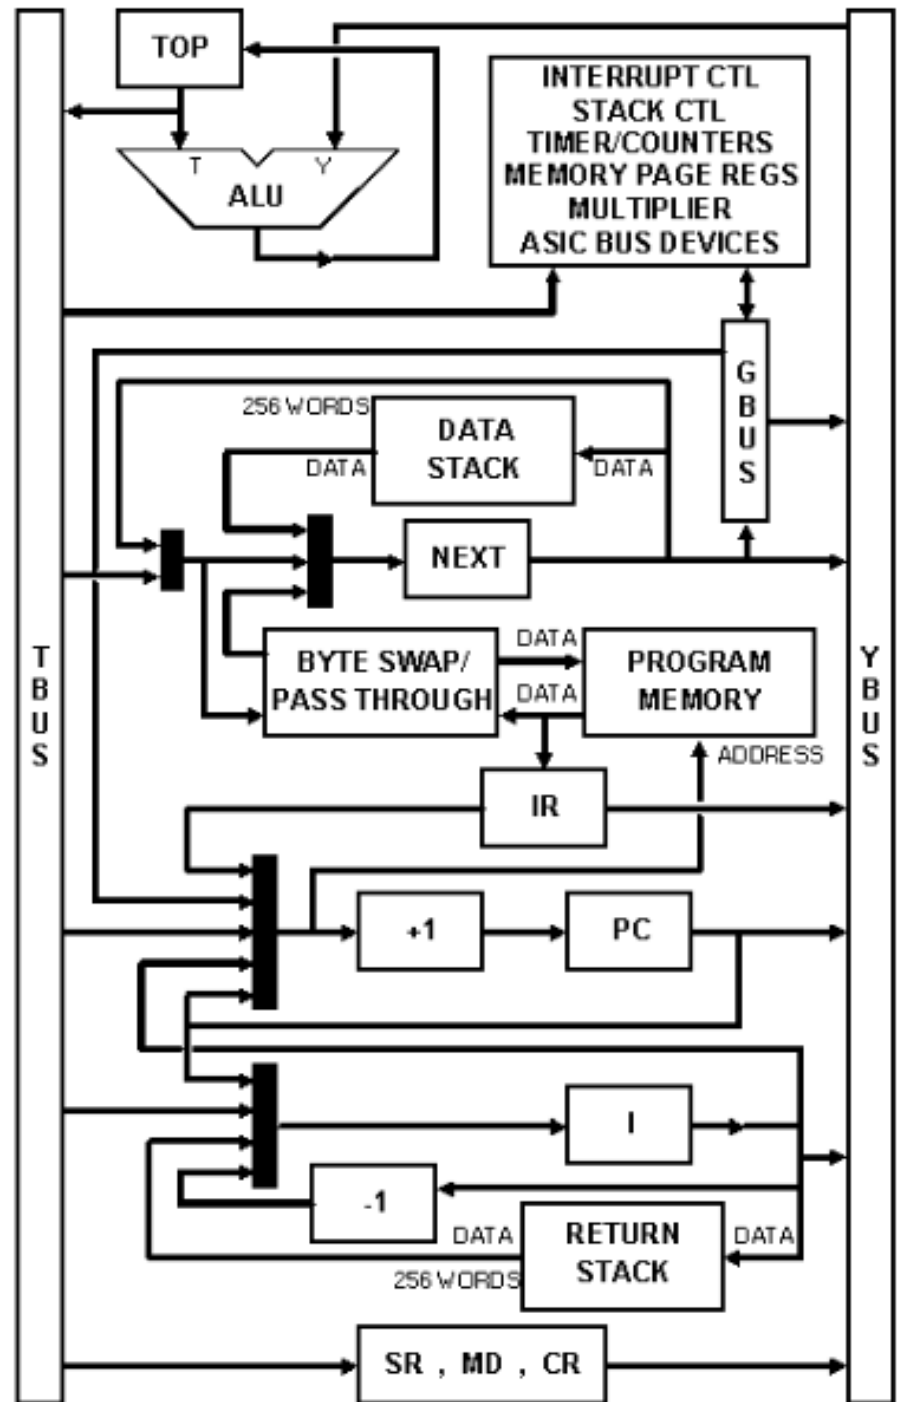 TOP
T
Y
ALU
INTERRUPT CTL
STACK CTL
TIMER/COUNTERS
MEMORY PAGE REGS
MULTIPLIER
ASIC BUS DEVICES
G
B
U
S
256 WORDS
DATA
STACK
DATA
DATA
NEXT
T
B
U
S
BYTE SWAP/
PASS THROUGH
DATA
DATA
PROGRAM
MEMORY
ADDRESS
Y
B
U
S
IR
+1
PC
I
-1
DATA
256 WORDS
RETURN
STACK
DATA
SR , MD , CR